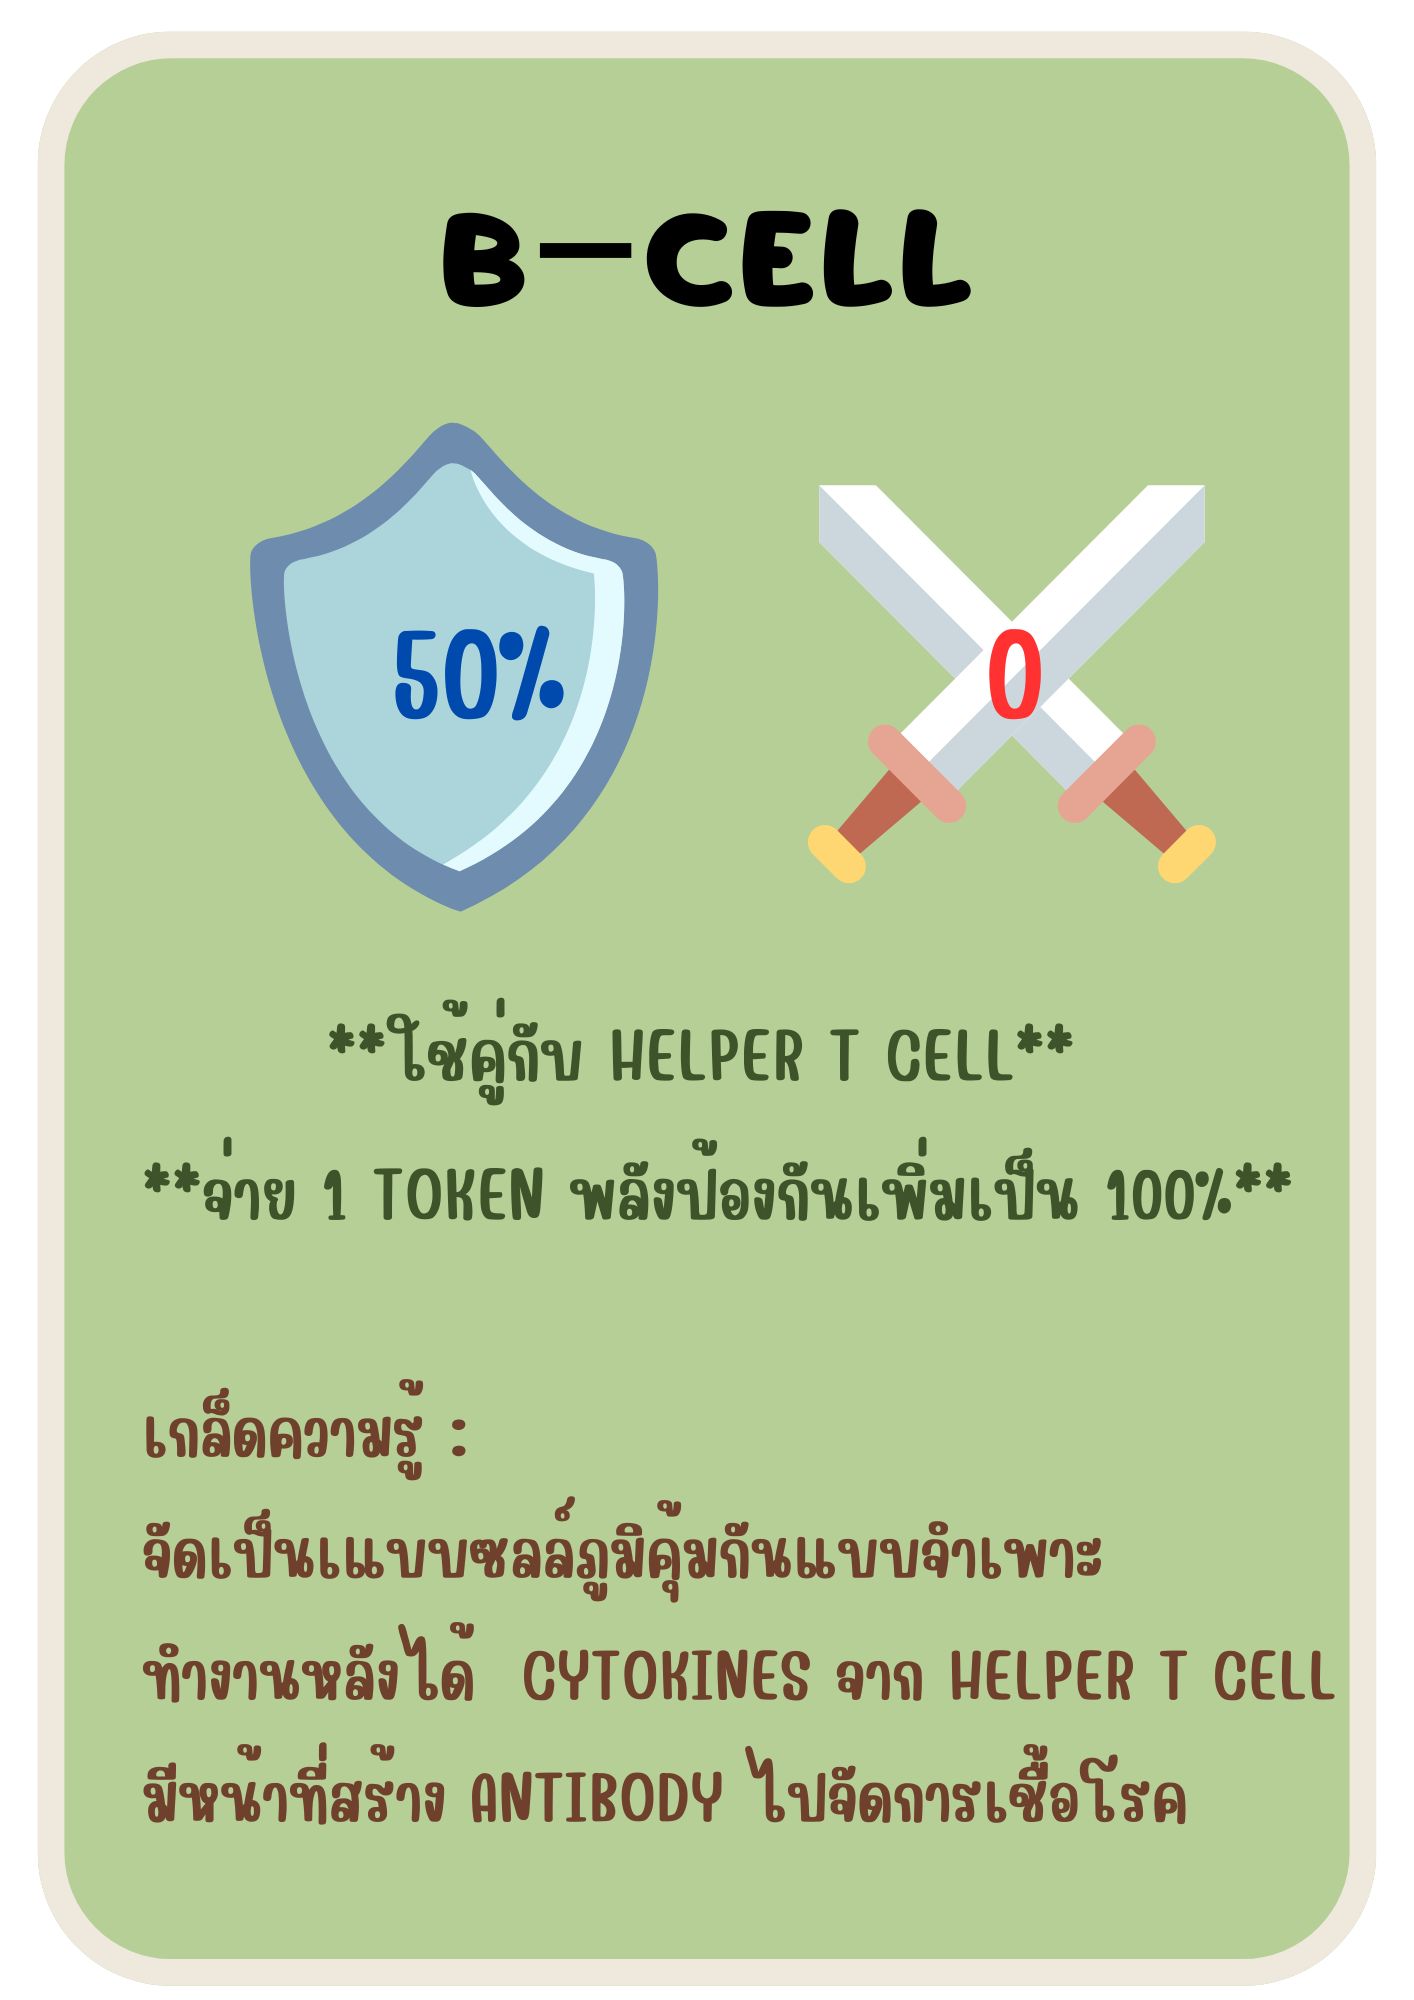 B-CELL
50%
0
**ใช้คู่กับ HELPER T CELL**
**จ่าย 1 TOKEN พลังป้องกันเพิ่มเป็น 100%**
เกล็ดความรู้ :
จัดเป็นเแบบซลล์ภูมิคุ้มกันแบบจำเพาะ
ทำงานหลังได้  CYTOKINES จาก HELPER T CELL
มีหน้าที่สร้าง ANTIBODY ไปจัดการเชื้อโรค